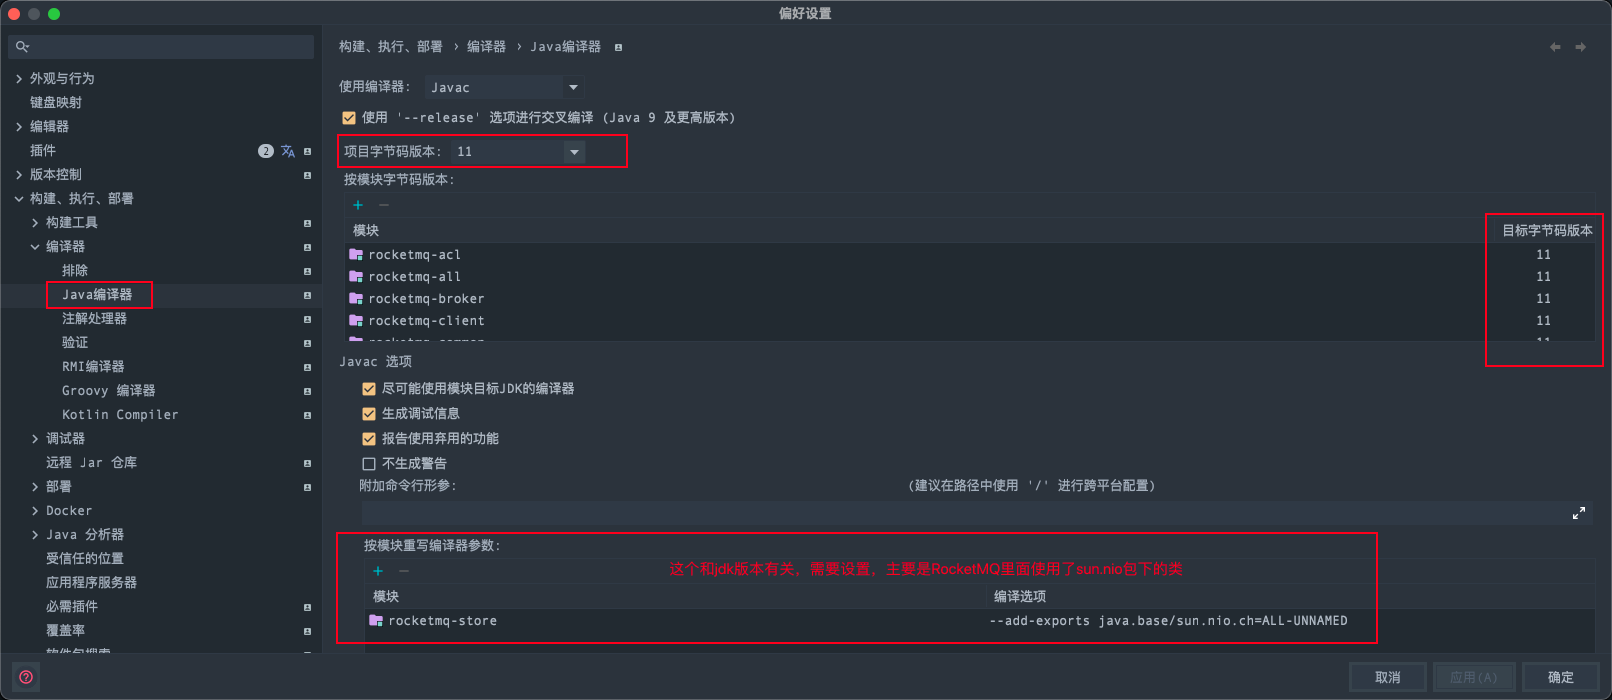 偏好设置
外观与行为
键盘映射
编辑器
插件 2
版本控制
构建、执行、部署
构建工具
编译器
排除
Java编译器
注解处理器
验证
RMI编译器
Groovy 编译器
Kotlin Compiler
调试器
远程 Jar 仓库
部署
Docker
Java 分析器
受信任的位置
应用程序服务器
必需插件
覆盖率
软件包搜索
构建、执行、部署 › 编译器 › Java编译器
使用编译器: Javac
使用 '--release' 选项进行交叉编译 (Java 9 及更高版本)
项目字节码版本: 11
按模块字节码版本:
模块 目标字节码版本
rocketmq-acl 11
rocketmq-all 11
rocketmq-broker 11
rocketmq-client 11
rocketmq-common 11
Javac 选项
尽可能使用模块目标JDK的编译器
生成调试信息
报告使用弃用的功能
不生成警告
附加命令行形参: (建议在路径中使用 '/' 进行跨平台配置)
按模块重写编译器参数:
这个和jdk版本有关，需要设置，主要是RocketMQ里面使用了sun.nio包下的类
模块 编译选项
rocketmq-store --add-exports java.base/sun.nio.ch=ALL-UNNAMED
取消 应用(A) 确定